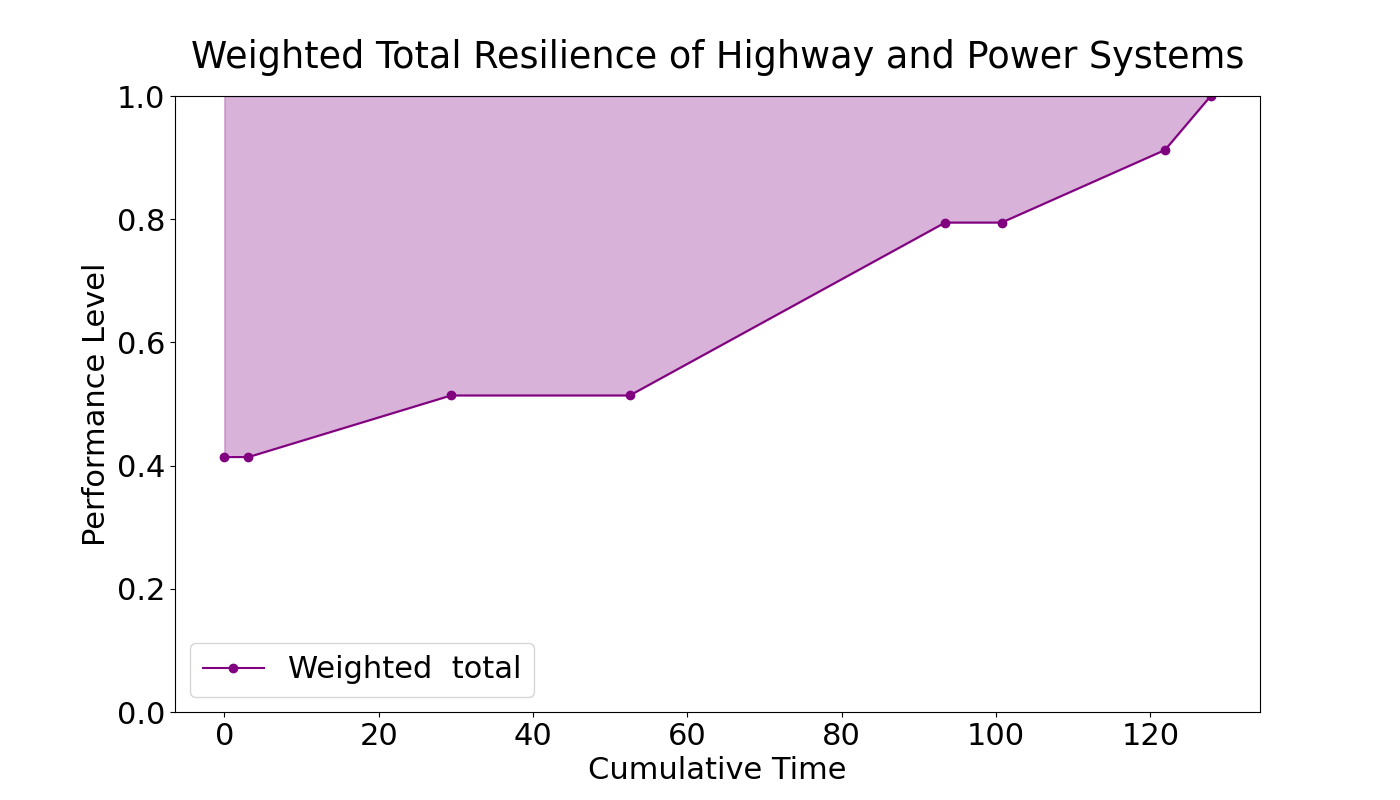 Weighted Total Resilience of Highway and Power Systems
1.0
0.8
0.6
0.4
0.2
0.0
Performance Level
Weighted  total
0 20 40 60 80 100 120
Cumulative Time